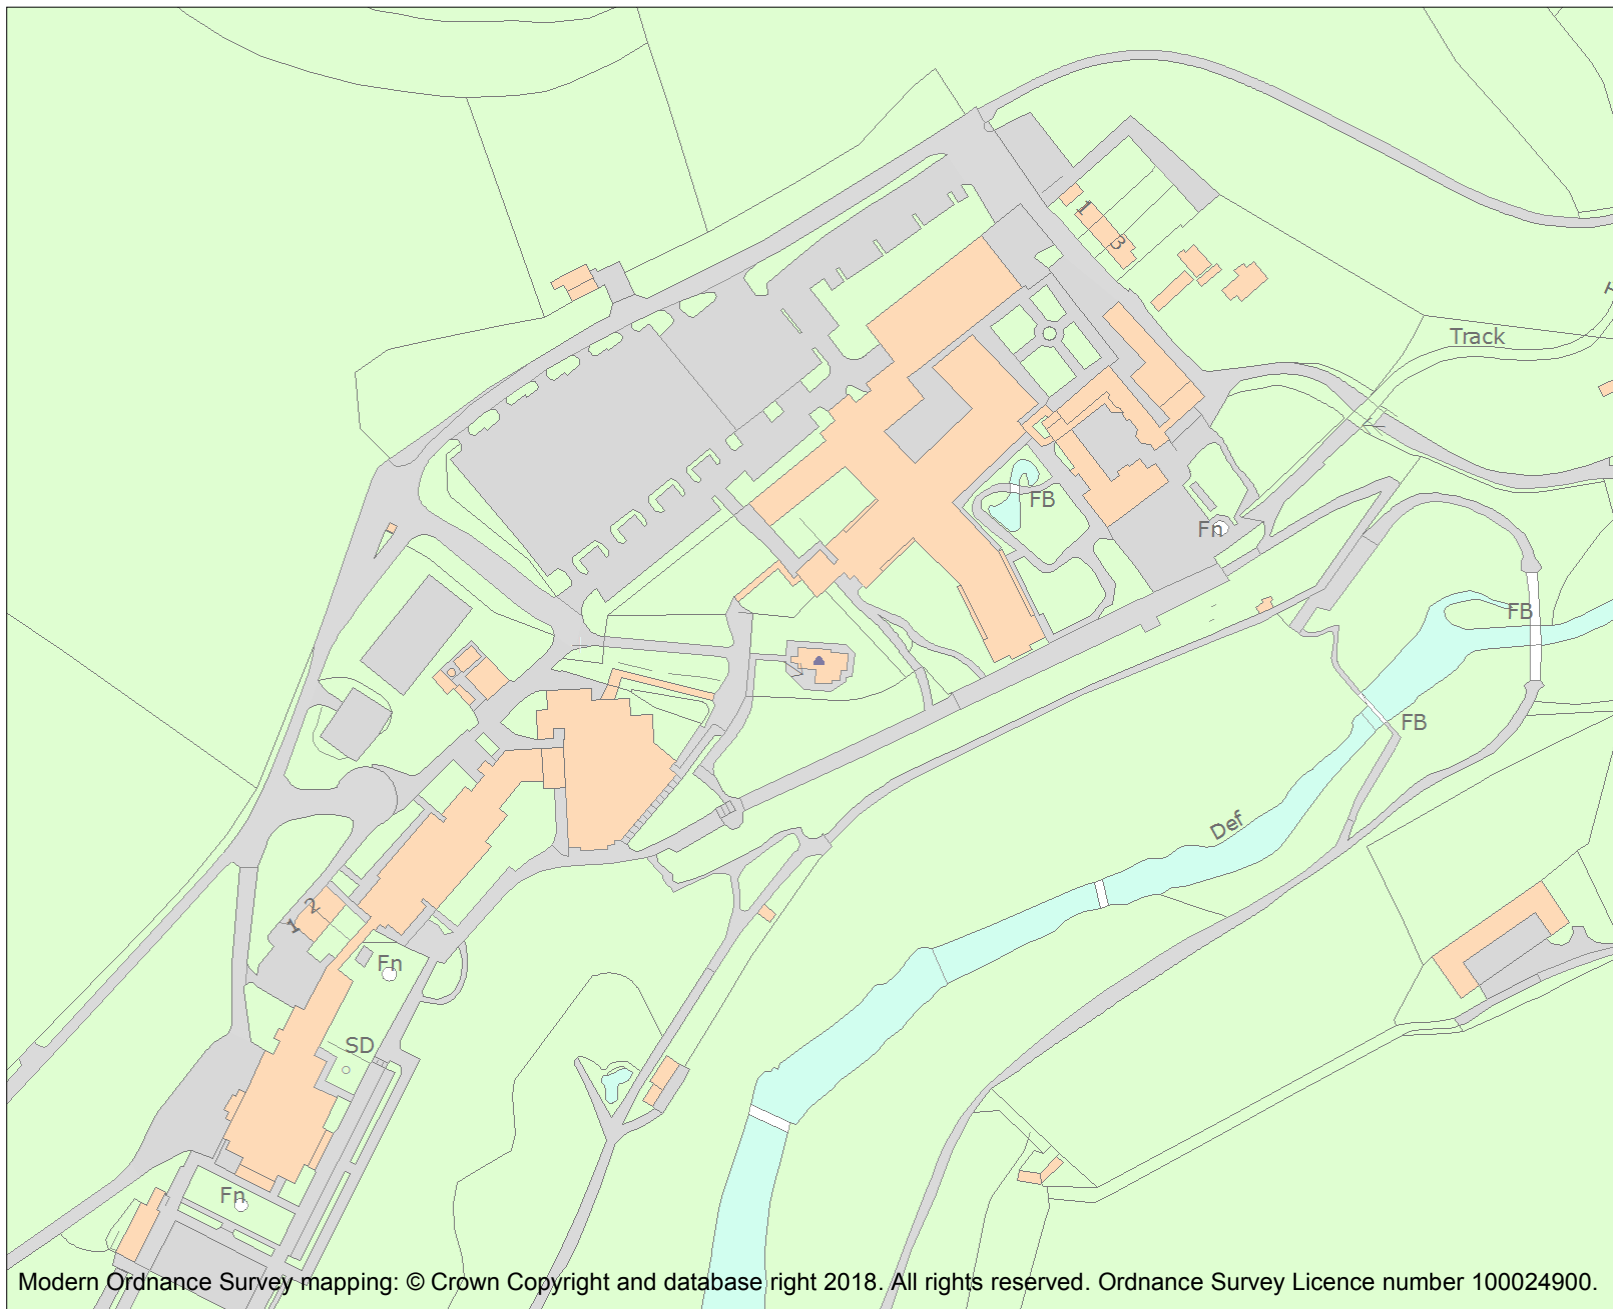 1
3
Track
FB
Fn
FB
FB
Def
2
1
Fn
SD
Fn
Modern Ordnance Survey mapping: © Crown Copyright and database right 2018. All rights reserved. Ordnance Survey Licence number 100024900.